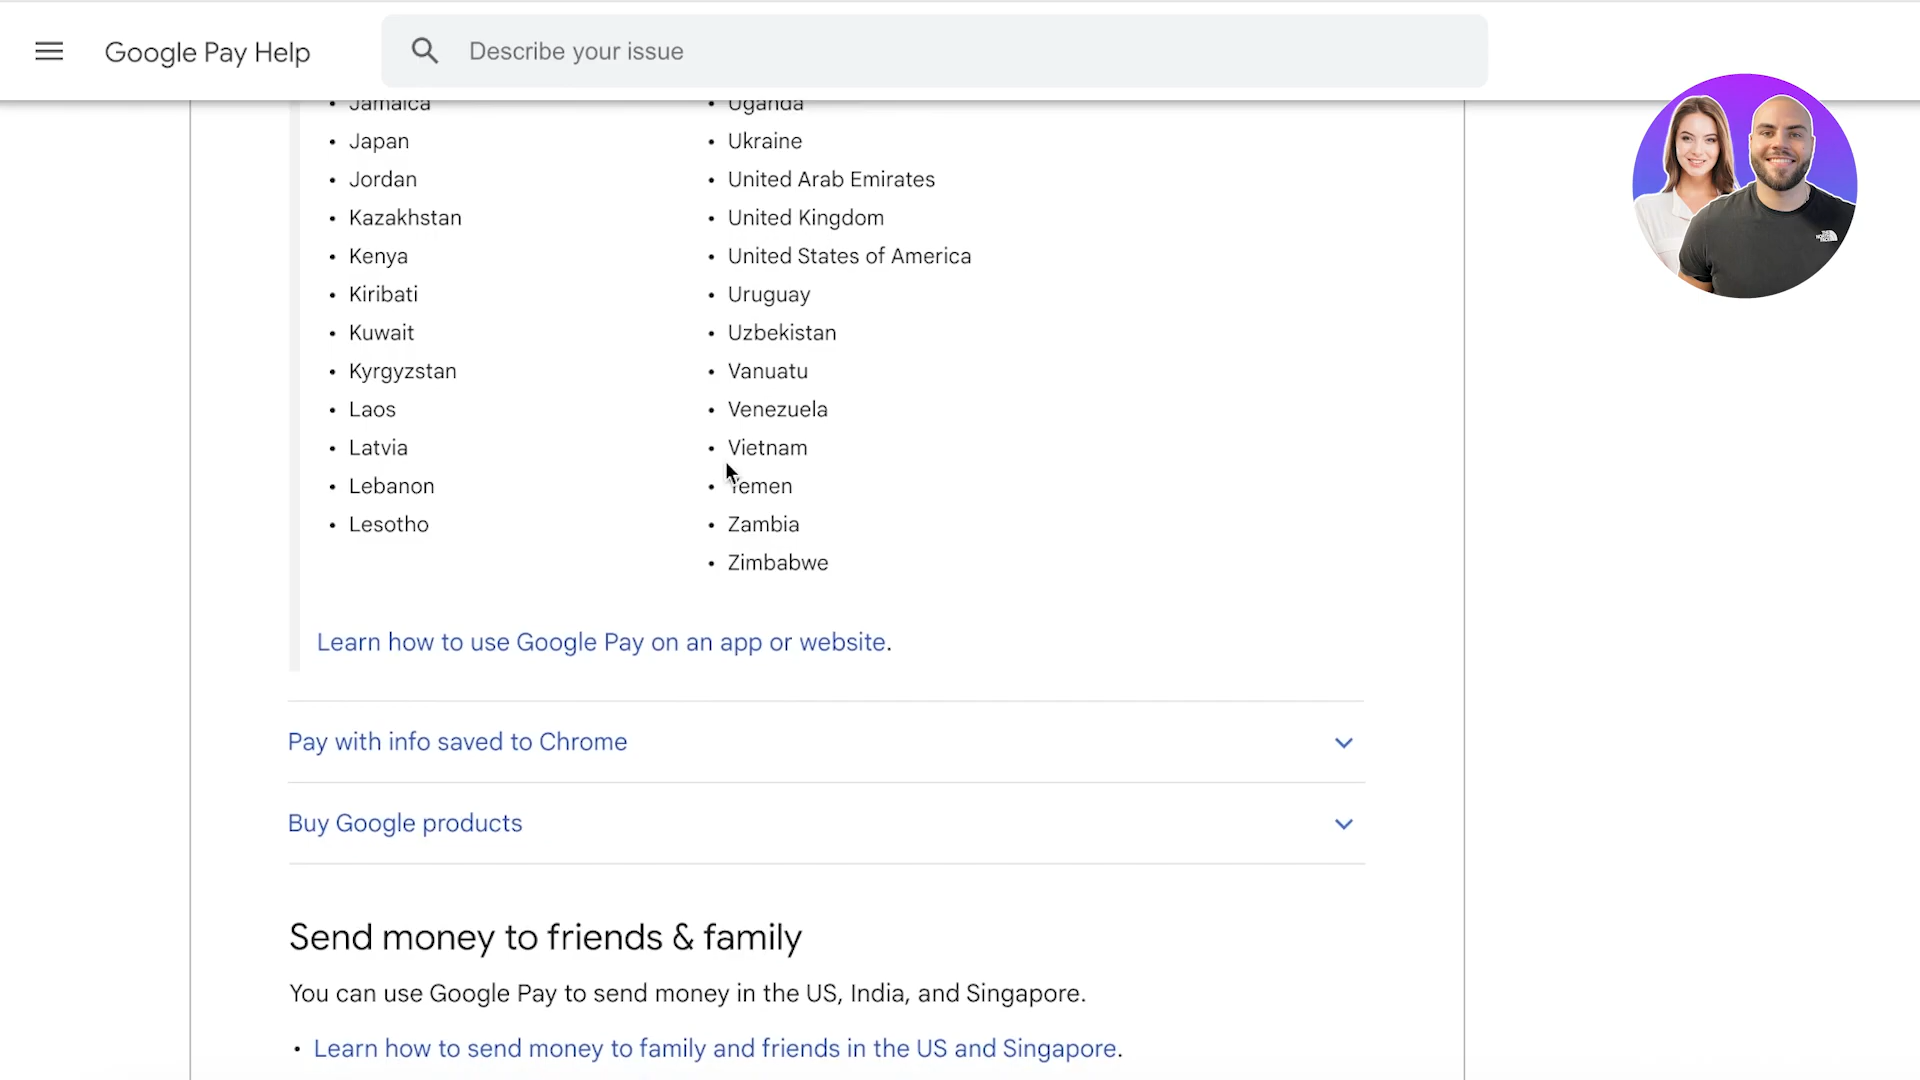 Google Pay Help
Describe your issue
• Jamaica
• Japan
• Jordan
• Kazakhstan
• Kenya
• Kiribati
• Kuwait
• Kyrgyzstan
• Laos
• Latvia
• Lebanon
• Lesotho
• Uganda
• Ukraine
• United Arab Emirates
• United Kingdom
• United States of America
• Uruguay
• Uzbekistan
• Vanuatu
• Venezuela
• Vietnam
• Yemen
• Zambia
• Zimbabwe
Learn how to use Google Pay on an app or website.
Pay with info saved to Chrome
Buy Google products
Send money to friends & family
You can use Google Pay to send money in the US, India, and Singapore.
• Learn how to send money to family and friends in the US and Singapore.